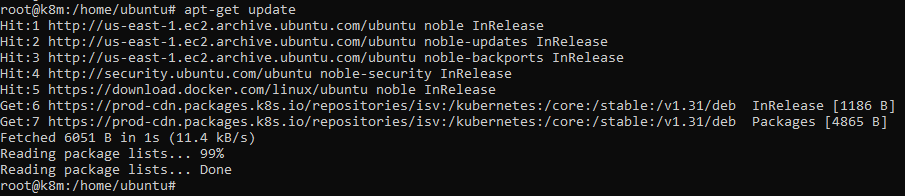 root@k8m:/home/ubuntu# apt-get update
Hit:1 http://us-east-1.ec2.archive.ubuntu.com/ubuntu noble InRelease
Hit:2 http://us-east-1.ec2.archive.ubuntu.com/ubuntu noble-updates InRelease
Hit:3 http://us-east-1.ec2.archive.ubuntu.com/ubuntu noble-backports InRelease
Hit:4 http://security.ubuntu.com/ubuntu noble-security InRelease
Hit:5 https://download.docker.com/linux/ubuntu noble InRelease
Get:6 https://prod-cdn.packages.k8s.io/repositories/isv:/kubernetes:/core:/stable:/v1.31/deb  InRelease [1186 B]
Get:7 https://prod-cdn.packages.k8s.io/repositories/isv:/kubernetes:/core:/stable:/v1.31/deb  Packages [4865 B]
Fetched 6051 B in 1s (11.4 kB/s)
Reading package lists... 99%
Reading package lists... Done
root@k8m:/home/ubuntu#